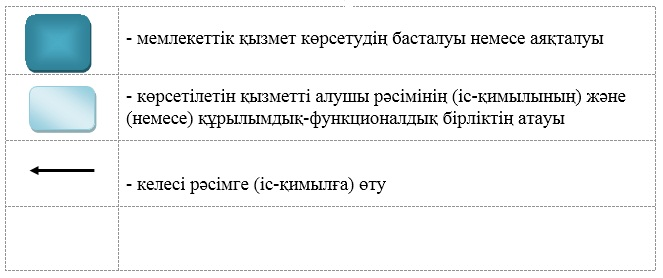 - мемлекеттік қызмет көрсетудің басталуы немесе аяқталуы
- көрсетілетін қызметті алушы рәсімінің (іс-қимылының) және
(немесе) құрылымдық-функционалдық бірліктің атауы
- келесі рәсімге (іс-қимылға) өту